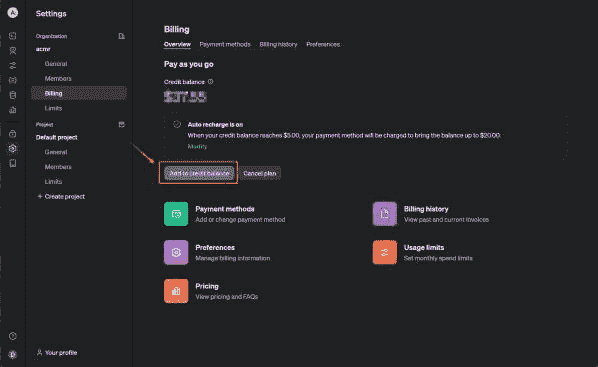 Settings
Organization
acmr
General
Members
Billing
Limits
Project
Default project
General
Members
Limits
+ Create project
Your profile
Billing
Overview Payment methods Billing history Preferences
Pay as you go
Credit balance
Auto recharge is on
When your credit balance reaches $5.00, your payment method will be charged to bring the balance up to $20.00.
Modify
Add to credit balance Cancel plan
Payment methods
Add or change payment method
Billing history
View past and current invoices
Preferences
Manage billing information
Usage limits
Set monthly spend limits
Pricing
View pricing and FAQs